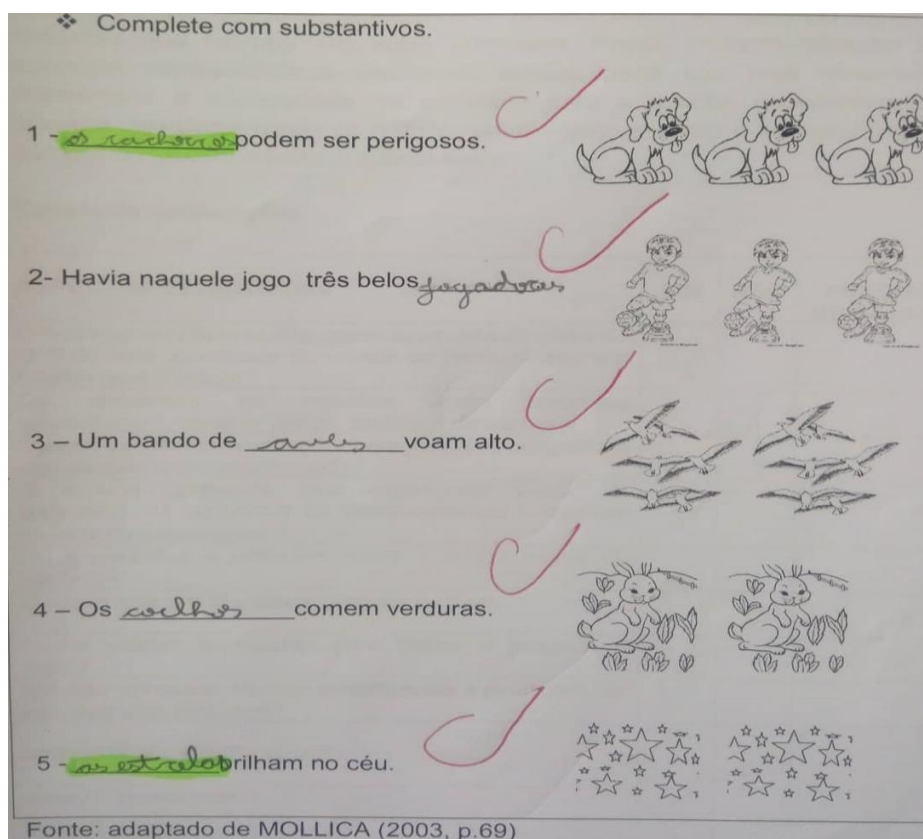 ❖ Complete com substantivos.
1 - os cachorros podem ser perigosos.
2- Havia naquele jogo três belos jogadores
3 – Um bando de aves voam alto.
4 – Os coelhos comem verduras.
5 - as estrelas brilham no céu.
Fonte: adaptado de MOLLICA (2003, p.69)